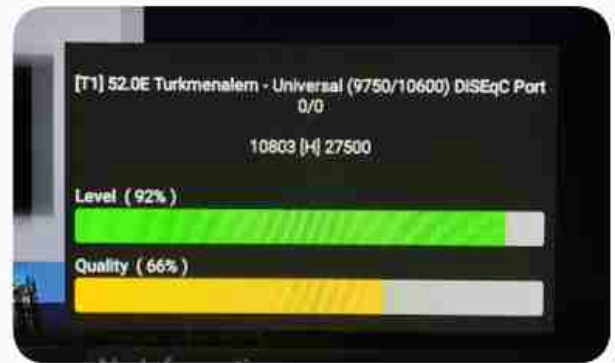 [T1] 52.0E Turkmenalem - Universal (9750/10600) DiSEqC Port
0/0
10803 [H] 27500
Level ( 92% )
Quality ( 66% )